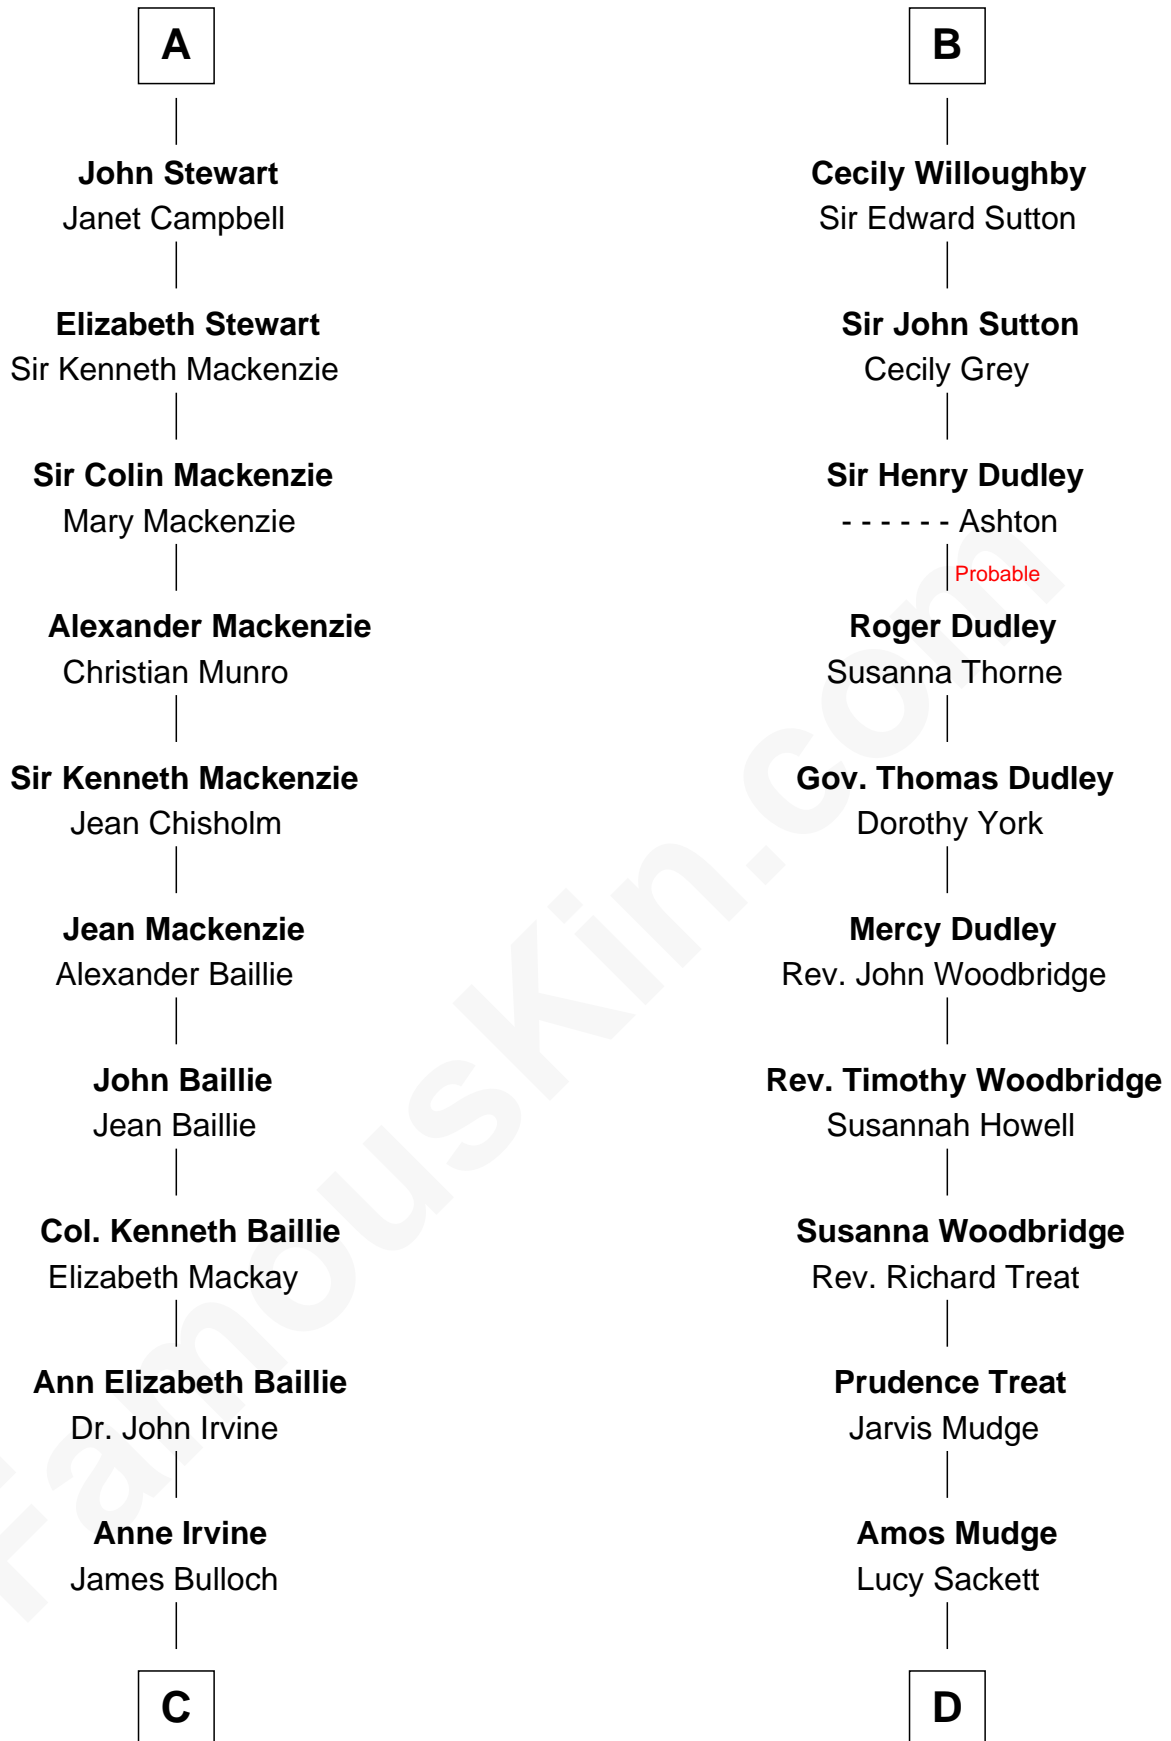 A
John Stewart
Janet Campbell
Elizabeth Stewart
Sir Kenneth Mackenzie
Sir Colin Mackenzie
Mary Mackenzie
Alexander Mackenzie
Christian Munro
Sir Kenneth Mackenzie
Jean Chisholm
Jean Mackenzie
Alexander Baillie
John Baillie
Jean Baillie
Col. Kenneth Baillie
Elizabeth Mackay
Ann Elizabeth Baillie
Dr. John Irvine
Anne Irvine
James Bulloch
C
B
Cecily Willoughby
Sir Edward Sutton
Sir John Sutton
Cecily Grey
Sir Henry Dudley
- - - - - - Ashton
Probable
Roger Dudley
Susanna Thorne
Gov. Thomas Dudley
Dorothy York
Mercy Dudley
Rev. John Woodbridge
Rev. Timothy Woodbridge
Susannah Howell
Susanna Woodbridge
Rev. Richard Treat
Prudence Treat
Jarvis Mudge
Amos Mudge
Lucy Sackett
D
FamousKin.com